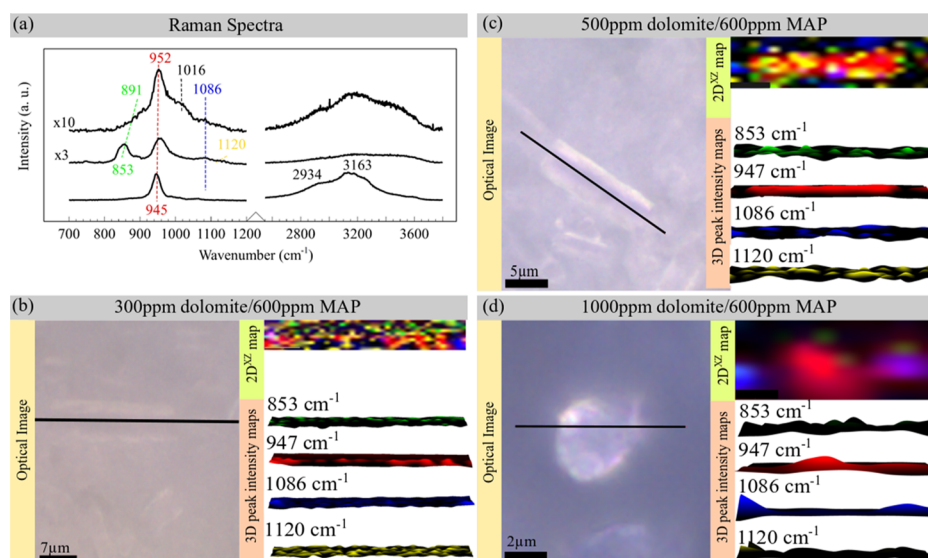 (a) Raman Spectra
952
1016
891
1086
x10
1120
x3
853
3163
2934
945
Intensity (a. u.)
700 800 900 1000 1100 1200 2800 3200 3600
Wavenumber (cm-1)
(b) 300ppm dolomite/600ppm MAP
Optical Image
7µm
2DXZ map
3D peak intensity maps
853 cm-1
947 cm-1
1086 cm-1
1120 cm-1
(c) 500ppm dolomite/600ppm MAP
Optical Image
5µm
2DXZ map
3D peak intensity maps
853 cm-1
947 cm-1
1086 cm-1
1120 cm-1
(d) 1000ppm dolomite/600ppm MAP
Optical Image
2µm
2DXZ map
3D peak intensity maps
853 cm-1
947 cm-1
1086 cm-1
1120 cm-1